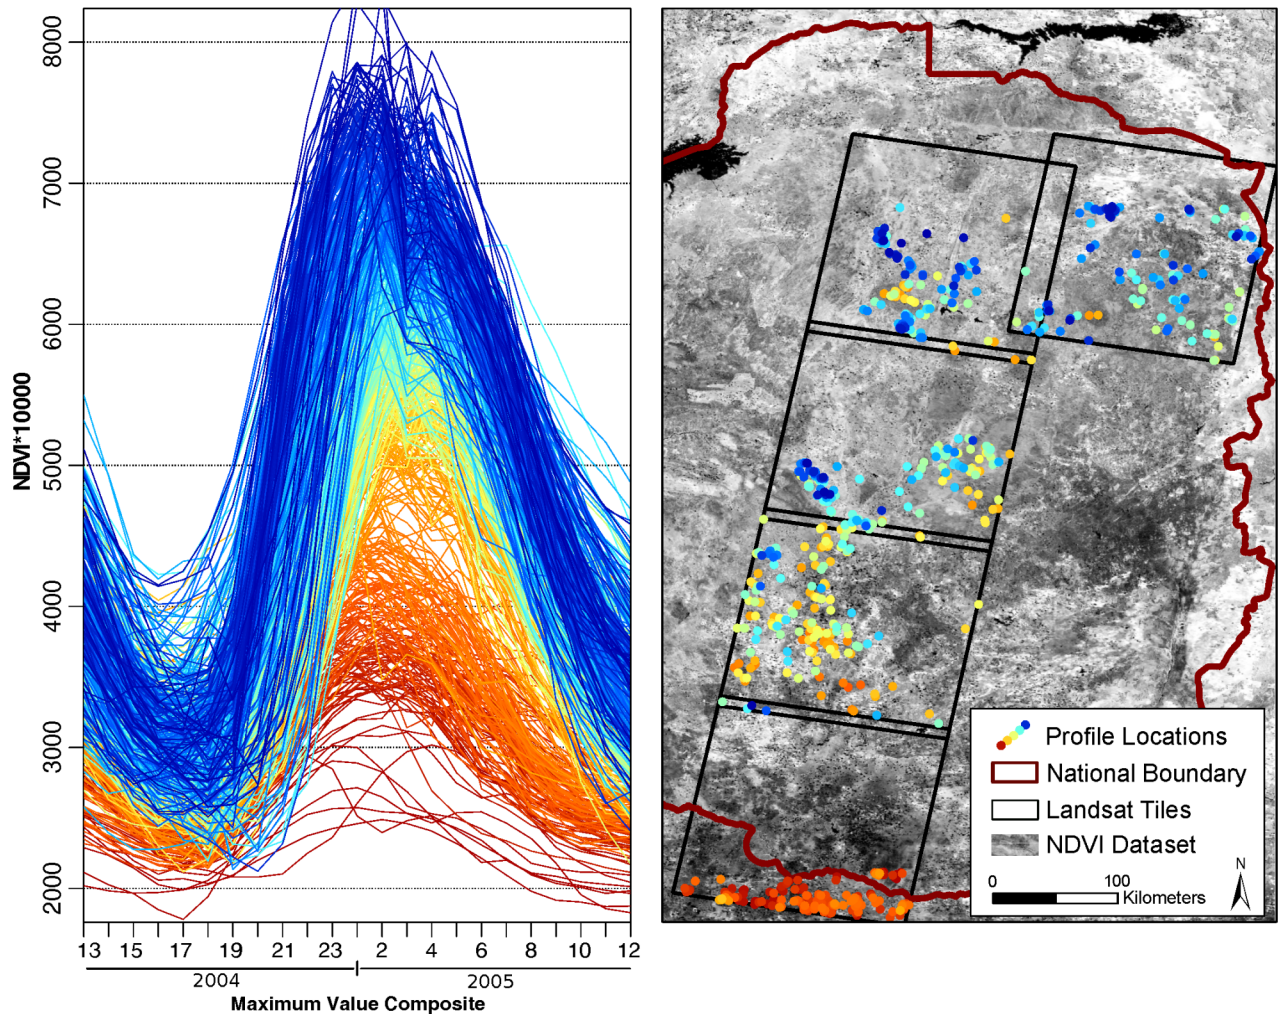 8000
7000
6000
5000
4000
3000
2000
NDVI*10000
13 15 17 19 21 23 2 4 6 8 10 12
2004 2005
Maximum Value Composite
Profile Locations
National Boundary
Landsat Tiles
NDVI Dataset
N
0 100
Kilometers